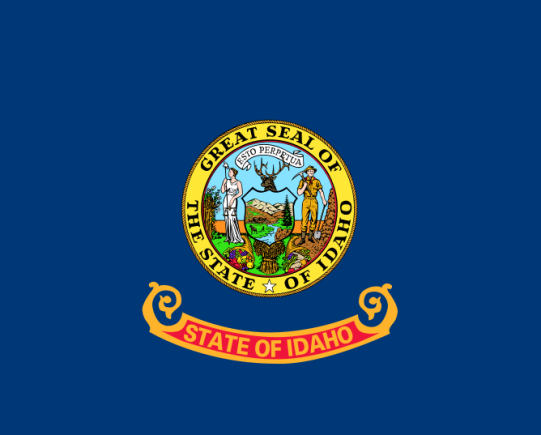 GREAT SEAL OF
THE STATE ★ OF IDAHO
ESTO PERPETUA
STATE OF IDAHO